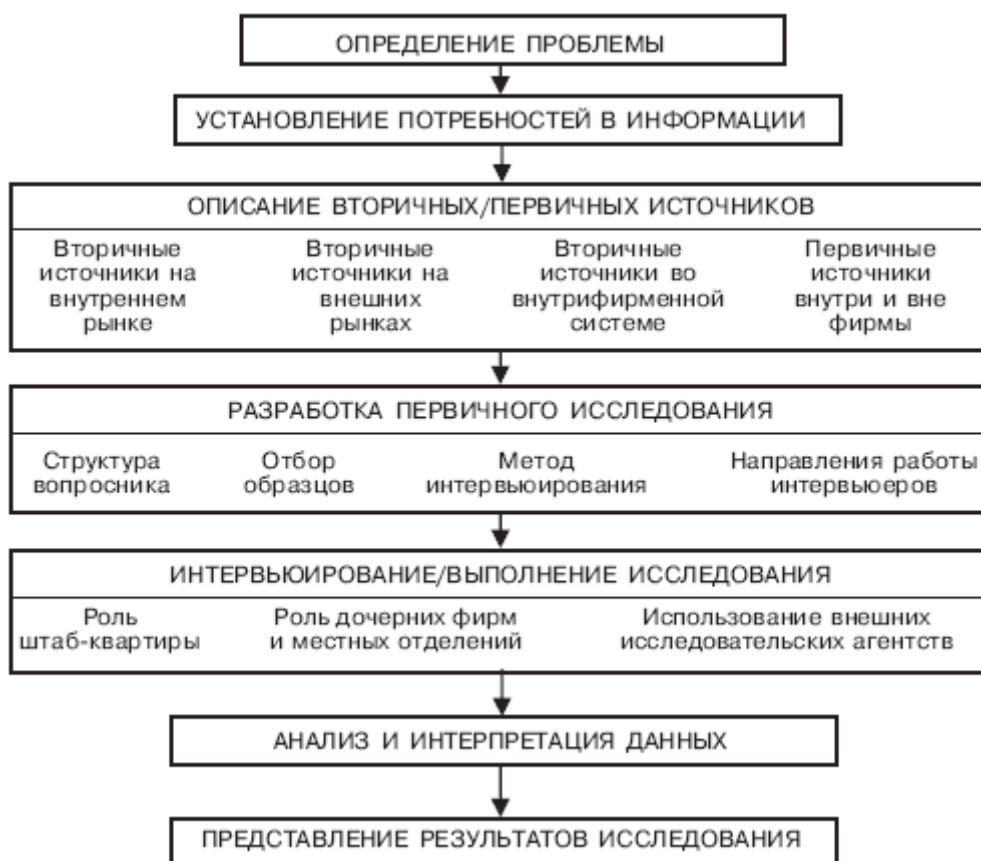 ОПРЕДЕЛЕНИЕ ПРОБЛЕМЫ
УСТАНОВЛЕНИЕ ПОТРЕБНОСТЕЙ В ИНФОРМАЦИИ
ОПИСАНИЕ ВТОРИЧНЫХ/ПЕРВИЧНЫХ ИСТОЧНИКОВ
Вторичные
источники на
внутреннем
рынке
Вторичные
источники на
внешних
рынках
Вторичные
источники во
внутрифирменной
системе
Первичные
источники
внутри и вне
фирмы
РАЗРАБОТКА ПЕРВИЧНОГО ИССЛЕДОВАНИЯ
Структура
вопросника
Отбор
образцов
Метод
интервьюирования
Направления работы
интервьюеров
ИНТЕРВЬЮИРОВАНИЕ/ВЫПОЛНЕНИЕ ИССЛЕДОВАНИЯ
Роль
штаб-квартиры
Роль дочерних фирм
и местных отделений
Использование внешних
исследовательских агентств
АНАЛИЗ И ИНТЕРПРЕТАЦИЯ ДАННЫХ
ПРЕДСТАВЛЕНИЕ РЕЗУЛЬТАТОВ ИССЛЕДОВАНИЯ